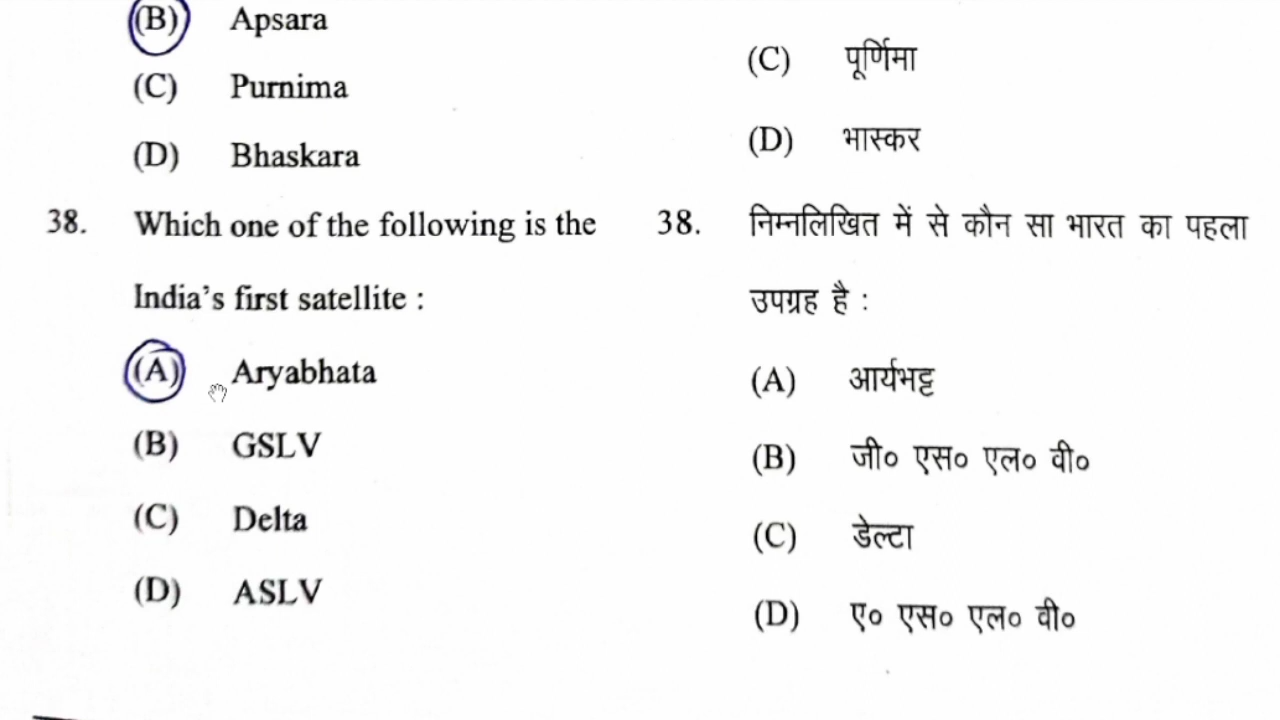 (B) Apsara
(C) Purnima
(D) Bhaskara
38. Which one of the following is the
India's first satellite :
(A) Aryabhata
(B) GSLV
(C) Delta
(D) ASLV
(C) पूर्णिमा
(D) भास्कर
38. निम्नलिखित में से कौन सा भारत का पहला
उपग्रह है :
(A) आर्यभट्ट
(B) जी० एस० एल० वी०
(C) डेल्टा
(D) ए० एस० एल० वी०